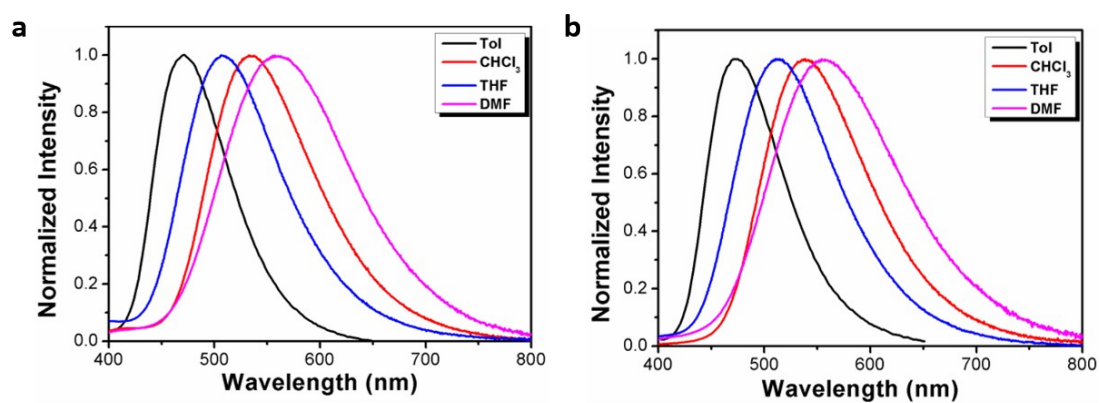 a
Normalized Intensity
1.0
0.8
0.6
0.4
0.2
0.0
Tol
CHCl₃
THF
DMF
400 500 600 700 800
Wavelength (nm)
b
Normalized Intensity
1.0
0.8
0.6
0.4
0.2
0.0
Tol
CHCl₃
THF
DMF
400 500 600 700 800
Wavelength (nm)